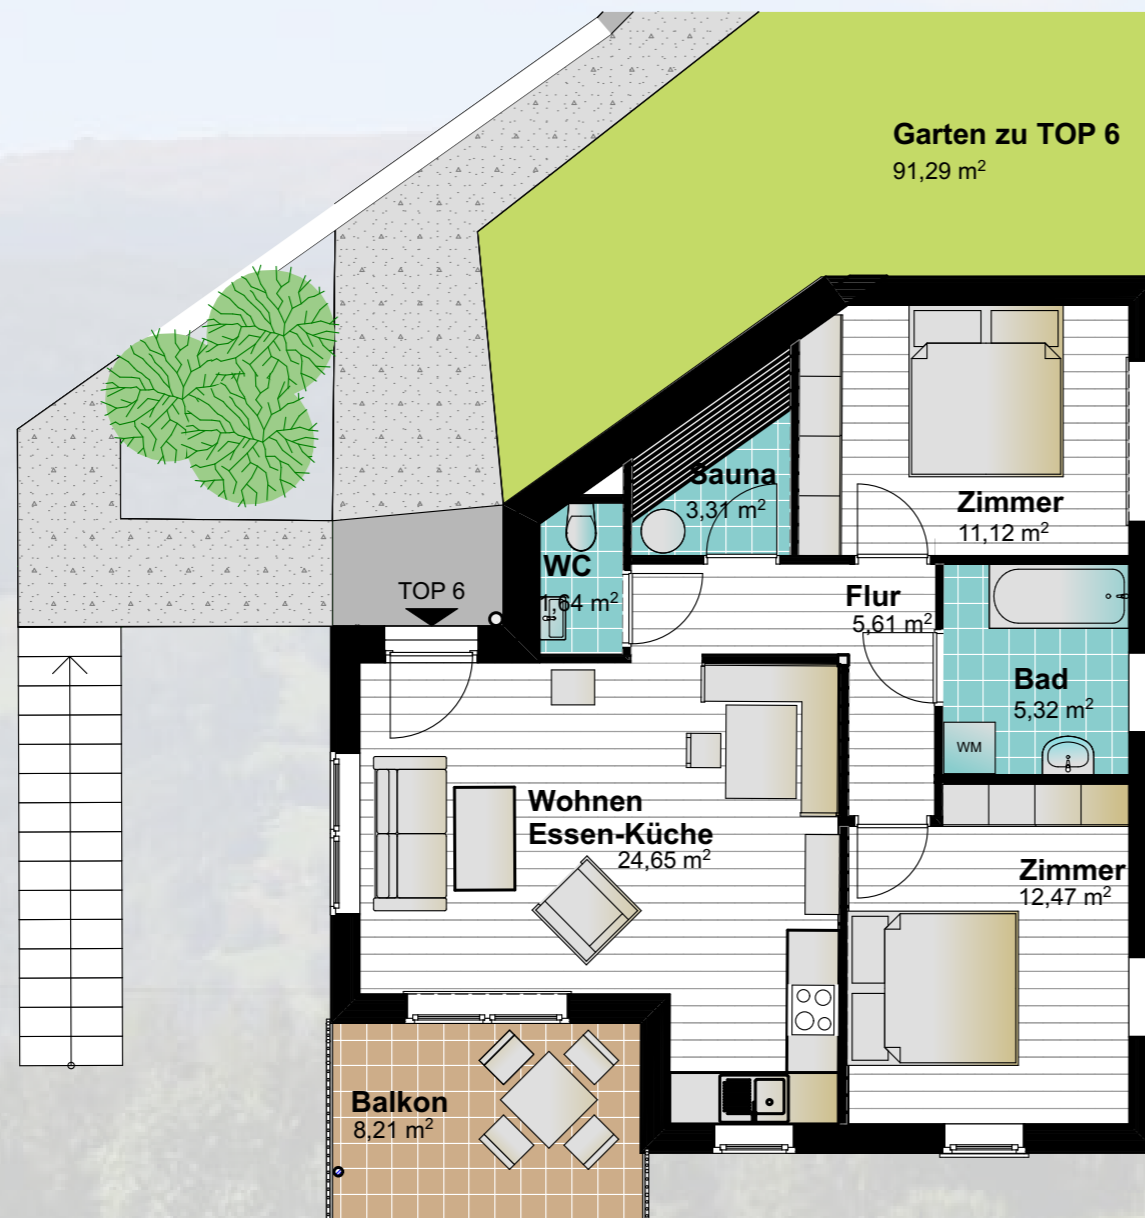 Garten zu TOP 6
91,29 m²
Sauna
3,31 m²
Zimmer
11,12 m²
WC
1,64 m²
TOP 6
Flur
5,61 m²
Bad
5,32 m²
WM
Wohnen
Essen-Küche
24,65 m²
Zimmer
12,47 m²
Balkon
8,21 m²